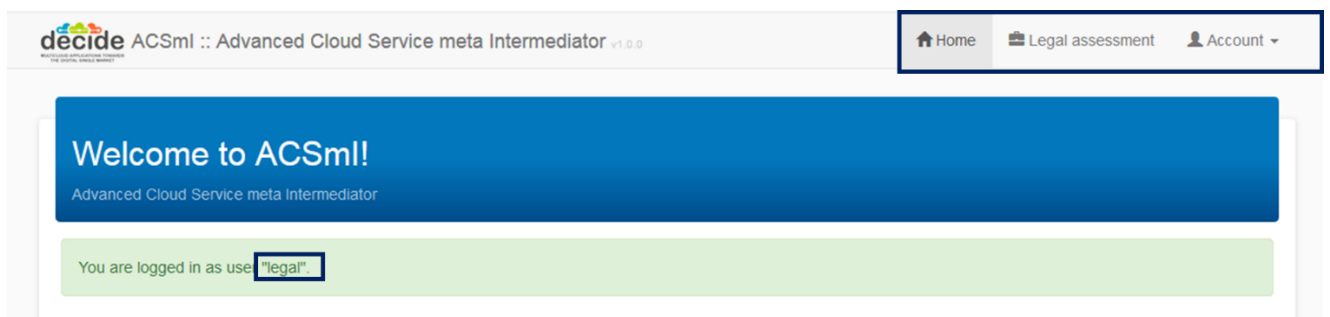 decide ACSmI :: Advanced Cloud Service meta Intermediator v1.0.0
MULTICLOUD APPLICATIONS TOWARDS
THE DIGITAL SINGLE MARKET
Home Legal assessment Account
Welcome to ACSmI!
Advanced Cloud Service meta Intermediator
You are logged in as user "legal".